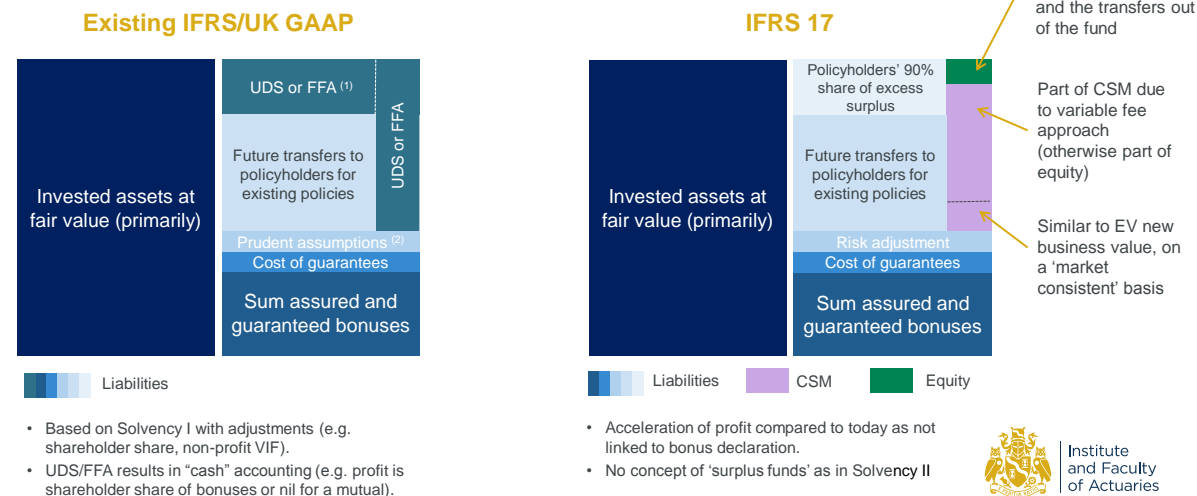 Existing IFRS/UK GAAP
Invested assets at
fair value (primarily)
UDS or FFA (1)
UDS or FFA
Future transfers to
policyholders for
existing policies
Prudent assumptions (2)
Cost of guarantees
Sum assured and
guaranteed bonuses
Liabilities
• Based on Solvency I with adjustments (e.g.
shareholder share, non-profit VIF).
• UDS/FFA results in “cash” accounting (e.g. profit is
shareholder share of bonuses or nil for a mutual).
IFRS 17
Invested assets at
fair value (primarily)
Policyholders’ 90%
share of excess
surplus
Future transfers to
policyholders for
existing policies
Risk adjustment
Cost of guarantees
Sum assured and
guaranteed bonuses
and the transfers out
of the fund
Part of CSM due
to variable fee
approach
(otherwise part of
equity)
Similar to EV new
business value, on
a ‘market
consistent’ basis
Liabilities
CSM
Equity
• Acceleration of profit compared to today as not
linked to bonus declaration.
• No concept of ‘surplus funds’ as in Solvency II
Institute
and Faculty
of Actuaries